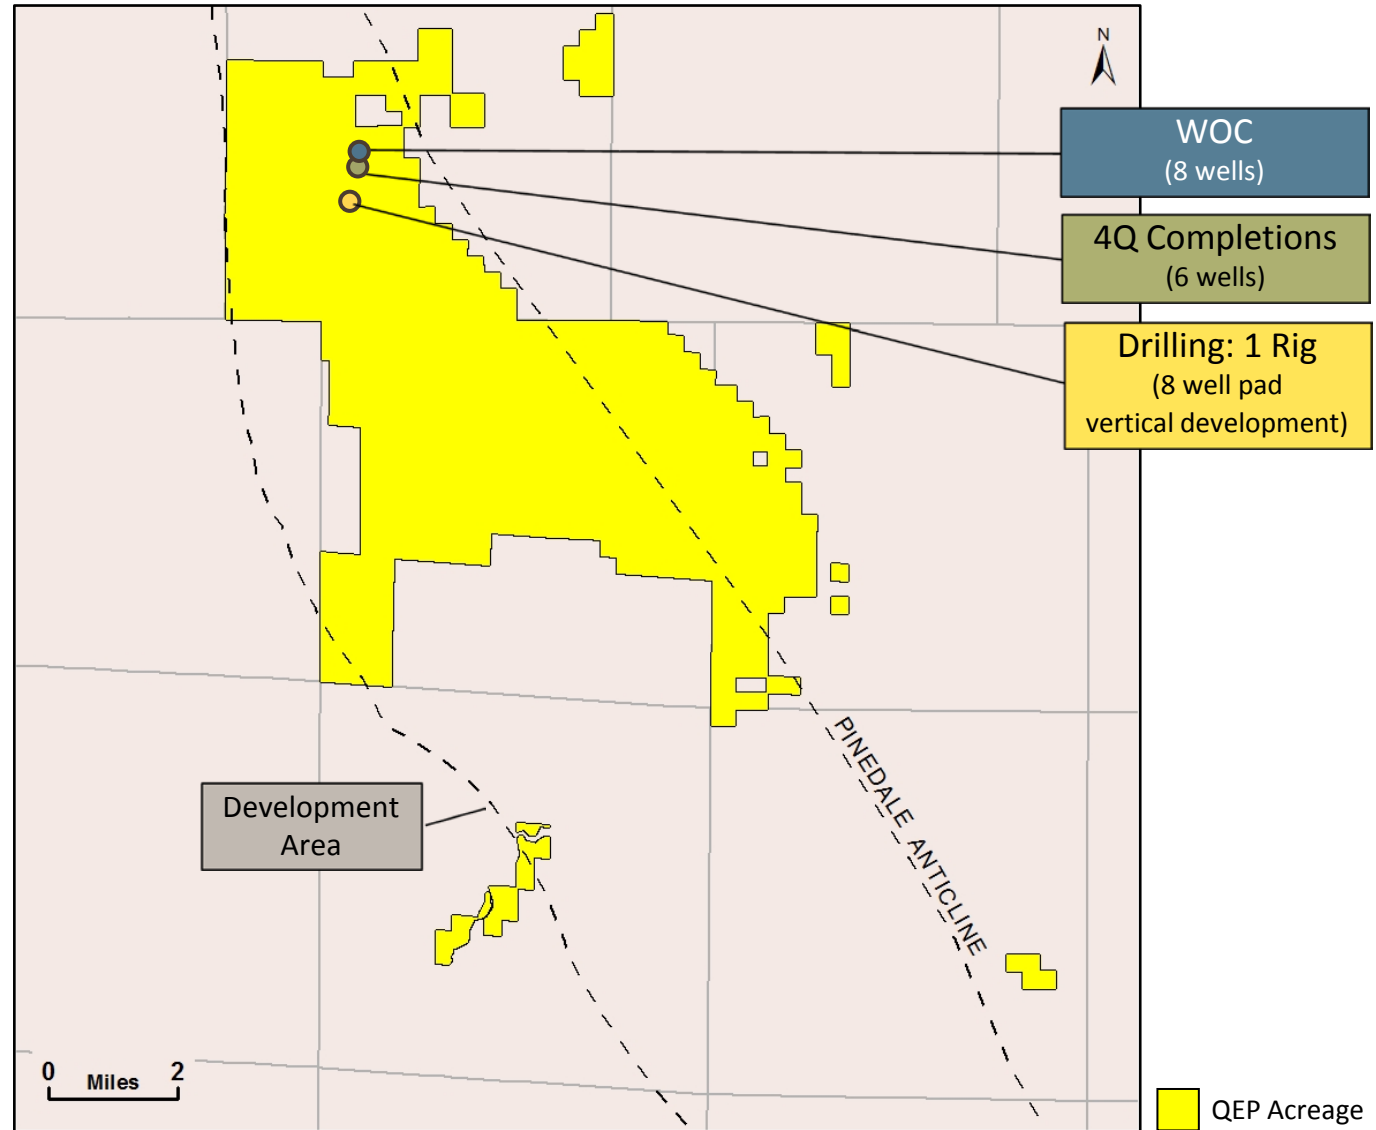 N
WOC
(8 wells)
4Q Completions
(6 wells)
Drilling: 1 Rig
(8 well pad
vertical development)
PINEDALE ANTICLINE
Development
Area
0 Miles 2
QEP Acreage